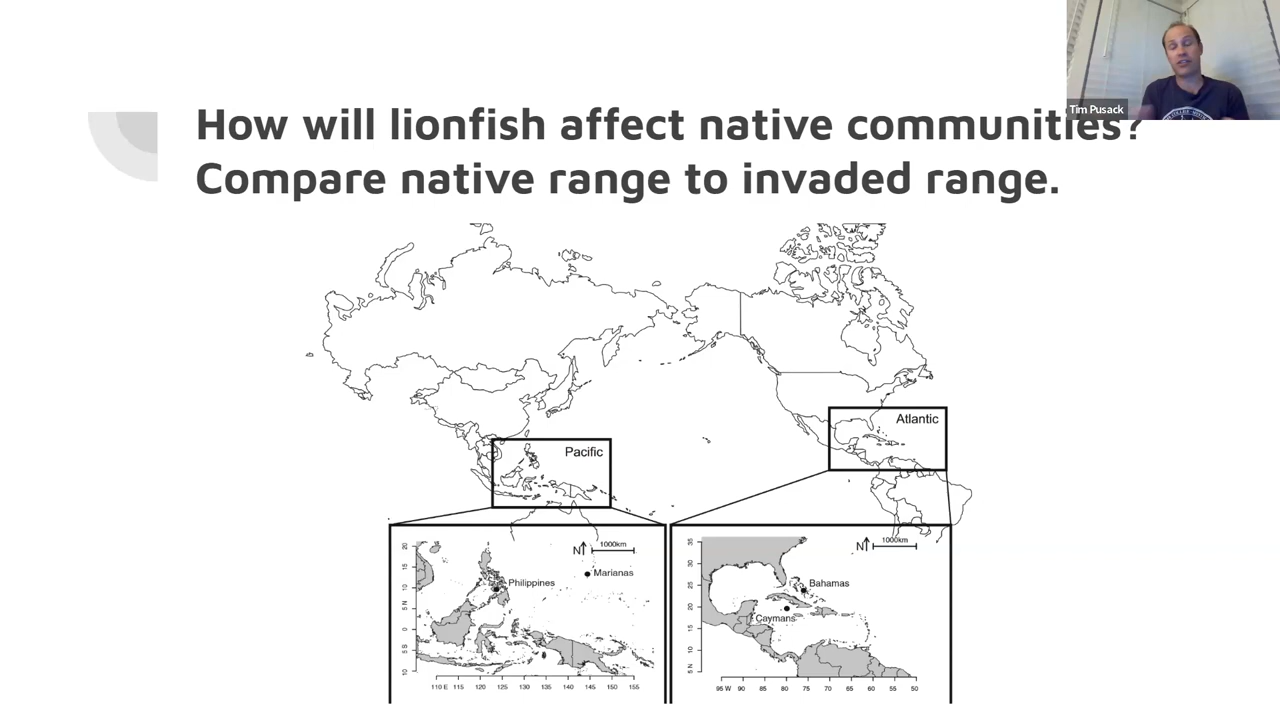 Tim Pusack
How will lionfish affect native communities?
Compare native range to invaded range.
Atlantic
Pacific
N
1000km
Philippines
Marianas
20
15
10
5 N
0
5 S
10
110 E 115 120 125 130 135 140 145 150 155
N
1000km
Bahamas
Caymans
35
30
25
20
15
10
5 N
95 W 90 85 80 75 70 65 60 55 50